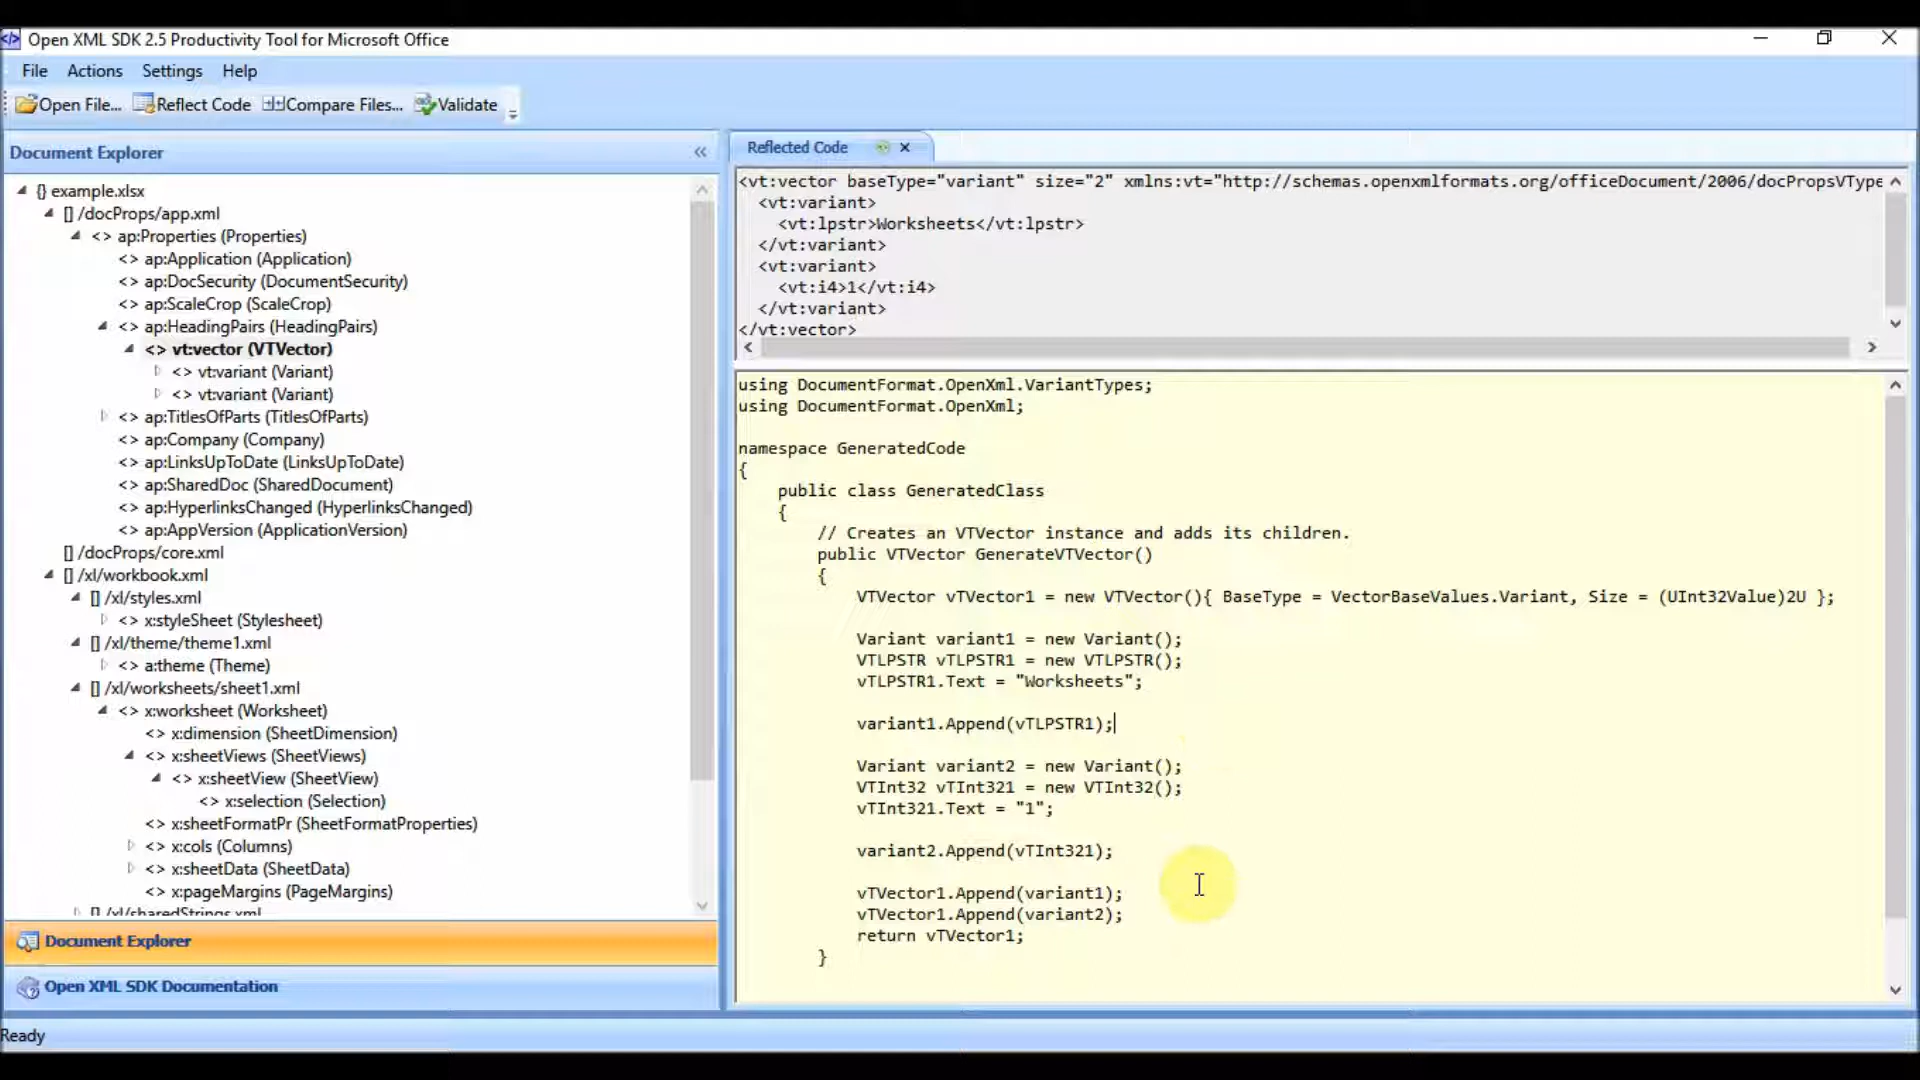 Open XML SDK 2.5 Productivity Tool for Microsoft Office
File Actions Settings Help
Open File... Reflect Code Compare Files... Validate
Document Explorer
{} example.xlsx
[] /docProps/app.xml
<> ap:Properties (Properties)
<> ap:Application (Application)
<> ap:DocSecurity (DocumentSecurity)
<> ap:ScaleCrop (ScaleCrop)
<> ap:HeadingPairs (HeadingPairs)
<> vt:vector (VTVector)
<> vt:variant (Variant)
<> vt:variant (Variant)
<> ap:TitlesOfParts (TitlesOfParts)
<> ap:Company (Company)
<> ap:LinksUpToDate (LinksUpToDate)
<> ap:SharedDoc (SharedDocument)
<> ap:HyperlinksChanged (HyperlinksChanged)
<> ap:AppVersion (ApplicationVersion)
[] /docProps/core.xml
[] /xl/workbook.xml
[] /xl/styles.xml
<> x:styleSheet (Stylesheet)
[] /xl/theme/theme1.xml
<> a:theme (Theme)
[] /xl/worksheets/sheet1.xml
<> x:worksheet (Worksheet)
<> x:dimension (SheetDimension)
<> x:sheetViews (SheetViews)
<> x:sheetView (SheetView)
<> x:selection (Selection)
<> x:sheetFormatPr (SheetFormatProperties)
<> x:cols (Columns)
<> x:sheetData (SheetData)
<> x:pageMargins (PageMargins)
[] /xl/sharedStrings.xml
Document Explorer
Open XML SDK Documentation
Reflected Code
<vt:vector baseType="variant" size="2" xmlns:vt="http://schemas.openxmlformats.org/officeDocument/2006/docPropsVType
<vt:variant>
<vt:lpstr>Worksheets</vt:lpstr>
</vt:variant>
<vt:variant>
<vt:i4>1</vt:i4>
</vt:variant>
</vt:vector>
using DocumentFormat.OpenXml.VariantTypes;
using DocumentFormat.OpenXml;
namespace GeneratedCode
{
public class GeneratedClass
{
// Creates an VTVector instance and adds its children.
public VTVector GenerateVTVector()
{
VTVector vTVector1 = new VTVector(){ BaseType = VectorBaseValues.Variant, Size = (UInt32Value)2U };
Variant variant1 = new Variant();
VTLPSTR vTLPSTR1 = new VTLPSTR();
vTLPSTR1.Text = "Worksheets";
variant1.Append(vTLPSTR1);
Variant variant2 = new Variant();
VTInt32 vTInt321 = new VTInt32();
vTInt321.Text = "1";
variant2.Append(vTInt321);
vTVector1.Append(variant1);
vTVector1.Append(variant2);
return vTVector1;
}
Ready